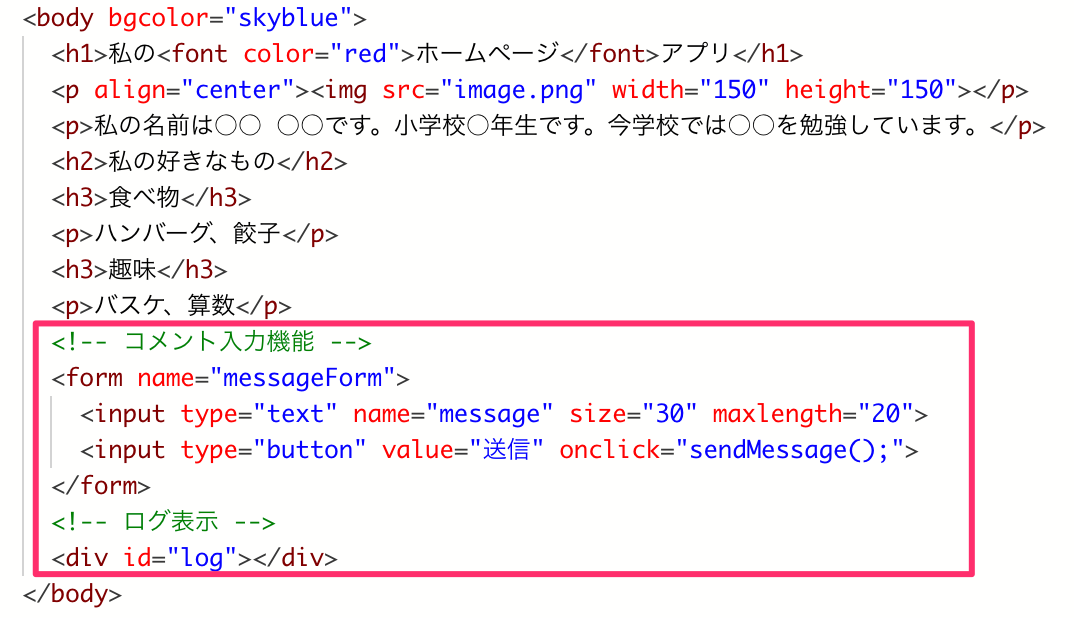 <body bgcolor="skyblue">
<h1>私の<font color="red">ホームページ</font>アプリ</h1>
<p align="center"><img src="image.png" width="150" height="150"></p>
<p>私の名前は○○ ○○です。小学校○年生です。今学校では○○を勉強しています。</p>
<h2>私の好きなもの</h2>
<h3>食べ物</h3>
<p>ハンバーグ、餃子</p>
<h3>趣味</h3>
<p>バスケ、算数</p>
<!-- コメント入力機能 -->
<form name="messageForm">
<input type="text" name="message" size="30" maxlength="20">
<input type="button" value="送信" onclick="sendMessage();">
</form>
<!-- ログ表示 -->
<div id="log"></div>
</body>